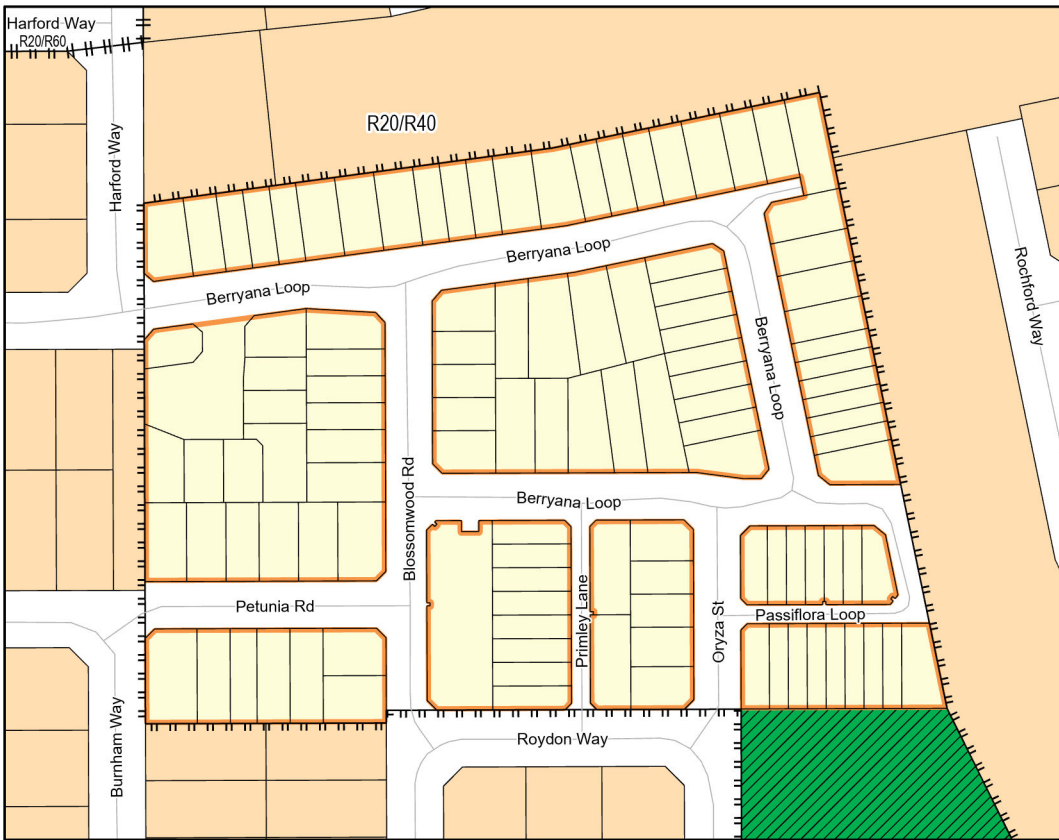 Harford Way
R20/R60
R20/R40
Harford Way
Berryana Loop
Berryana Loop
Rochford Way
Berryana Loop
Blossomwood Rd
Berryana Loop
Petunia Rd
Primley Lane
Oryza St
Passiflora Loop
Burnham Way
Roydon Way